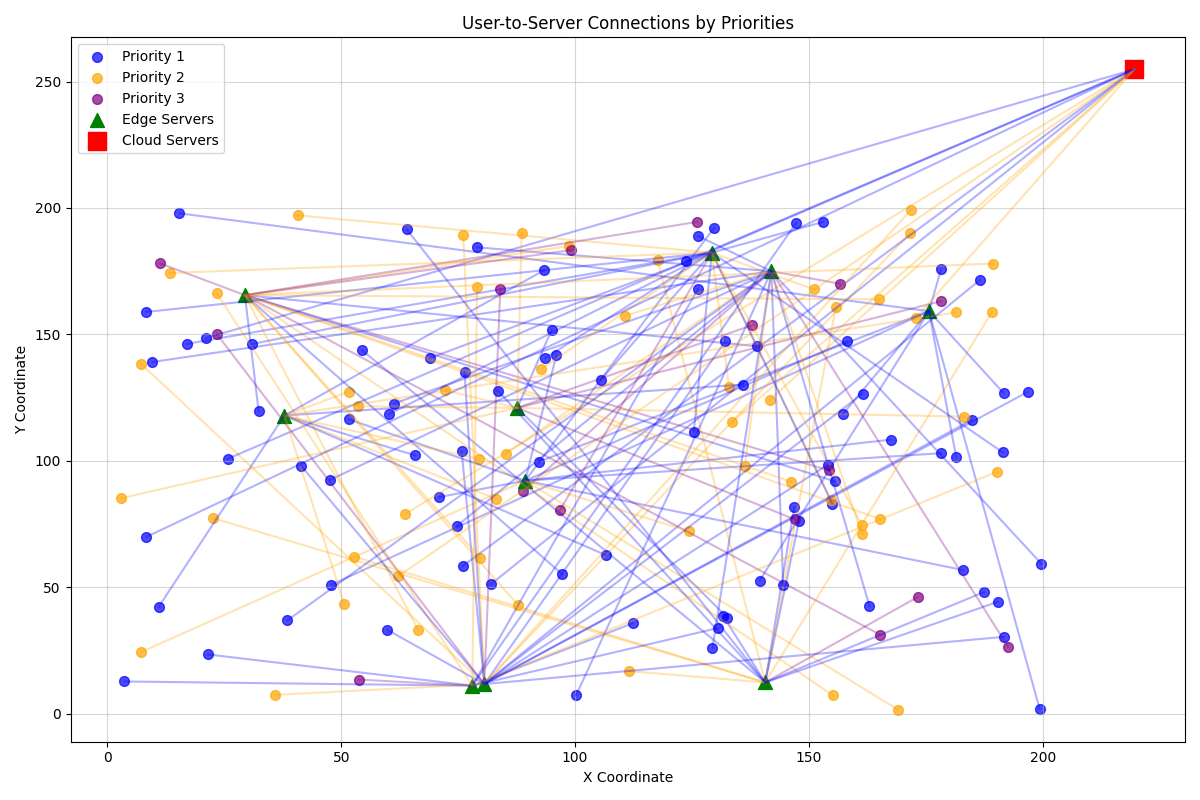 User-to-Server Connections by Priorities
Priority 1
Priority 2
Priority 3
Edge Servers
Cloud Servers
Y Coordinate
250
200
150
100
50
0
0 50 100 150 200
X Coordinate